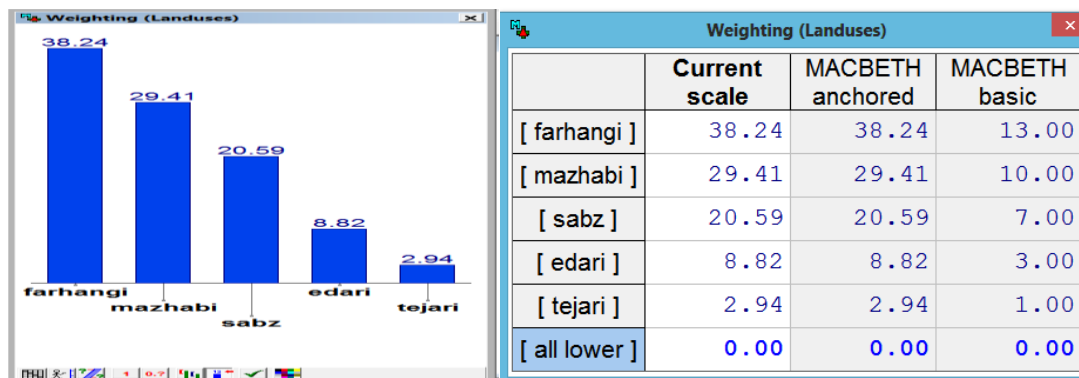 Weighting (Landuses)
38.24
29.41
20.59
8.82
2.94
farhangi
mazhabi
sabz
edari
tejari
Weighting (Landuses)
Current scale MACBETH anchored MACBETH basic
[ farhangi ] 38.24 38.24 13.00
[ mazhabi ] 29.41 29.41 10.00
[ sabz ] 20.59 20.59 7.00
[ edari ] 8.82 8.82 3.00
[ tejari ] 2.94 2.94 1.00
[ all lower ] 0.00 0.00 0.00